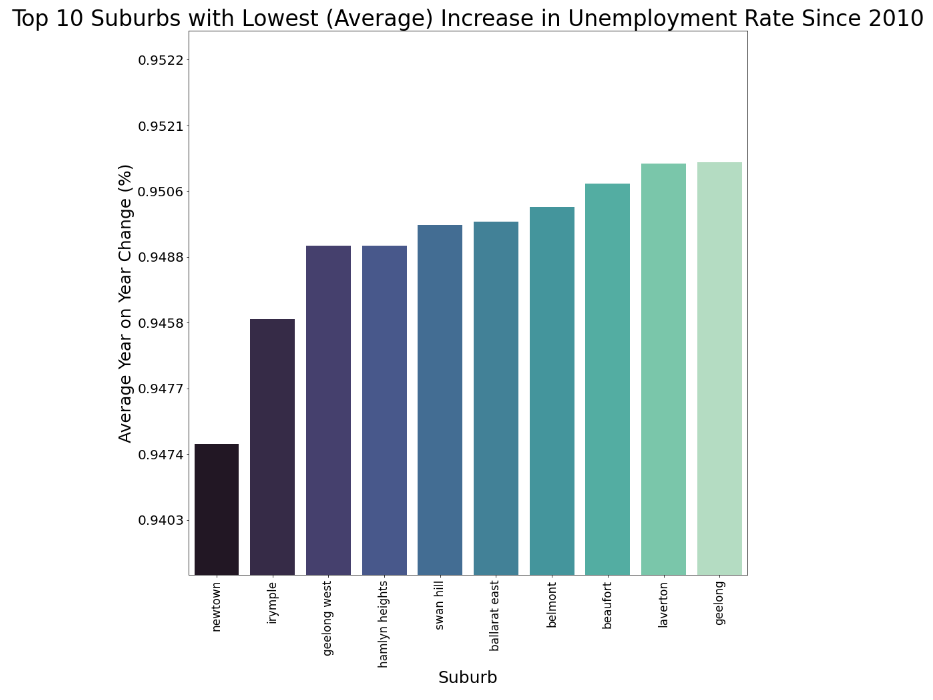 Top 10 Suburbs with Lowest (Average) Increase in Unemployment Rate Since 2010
Average Year on Year Change (%)
0.9522
0.9521
0.9506
0.9488
0.9458
0.9477
0.9474
0.9403
newtown
irymple
geelong west
hamlyn heights
swan hill
ballarat east
belmont
beaufort
laverton
geelong
Suburb